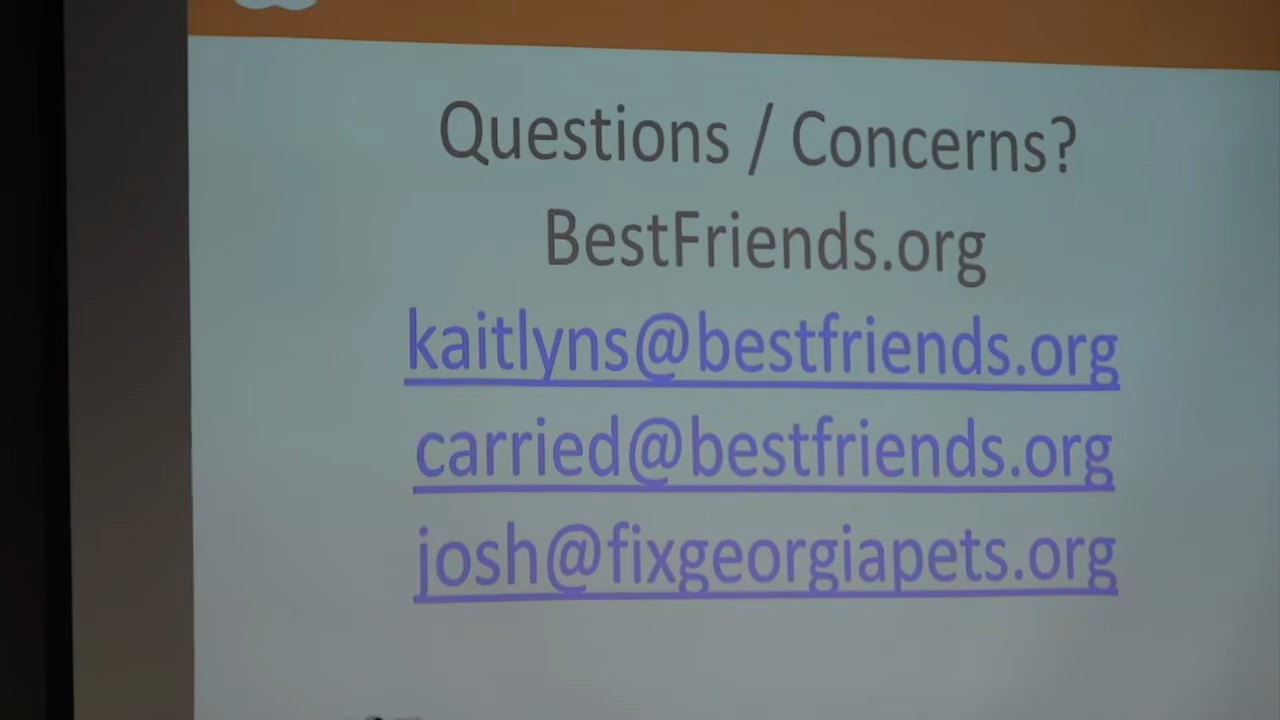 Questions / Concerns?
BestFriends.org
kaitlyns@bestfriends.org
carried@bestfriends.org
josh@fixgeorgiapets.org